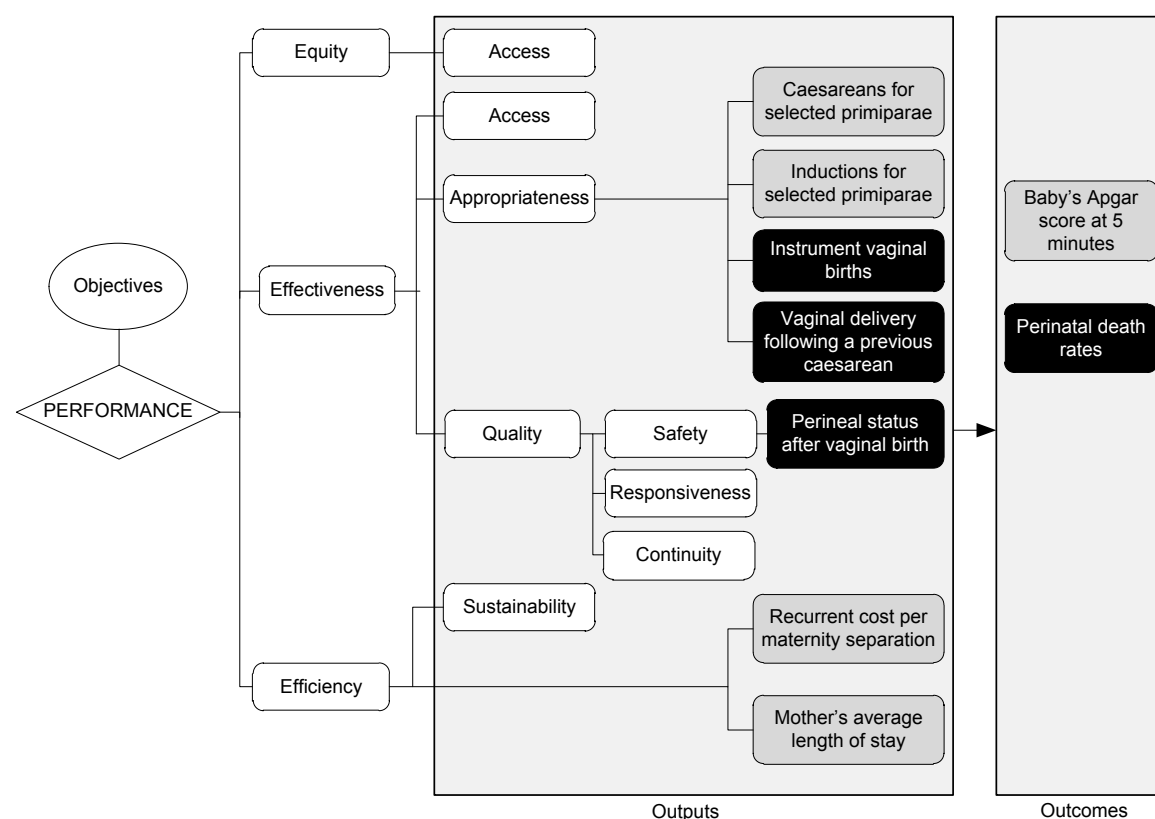 Equity
Access
Access
Caesareans for
selected primiparae
Inductions for
selected primiparae
Appropriateness
Baby's Apgar
score at 5
minutes
Instrument vaginal
births
Objectives
Effectiveness
Vaginal delivery
following a previous
caesarean
Perinatal death
rates
PERFORMANCE
Quality
Safety
Perineal status
after vaginal birth
Responsiveness
Continuity
Sustainability
Recurrent cost per
maternity separation
Efficiency
Mother's average
length of stay
Outputs
Outcomes